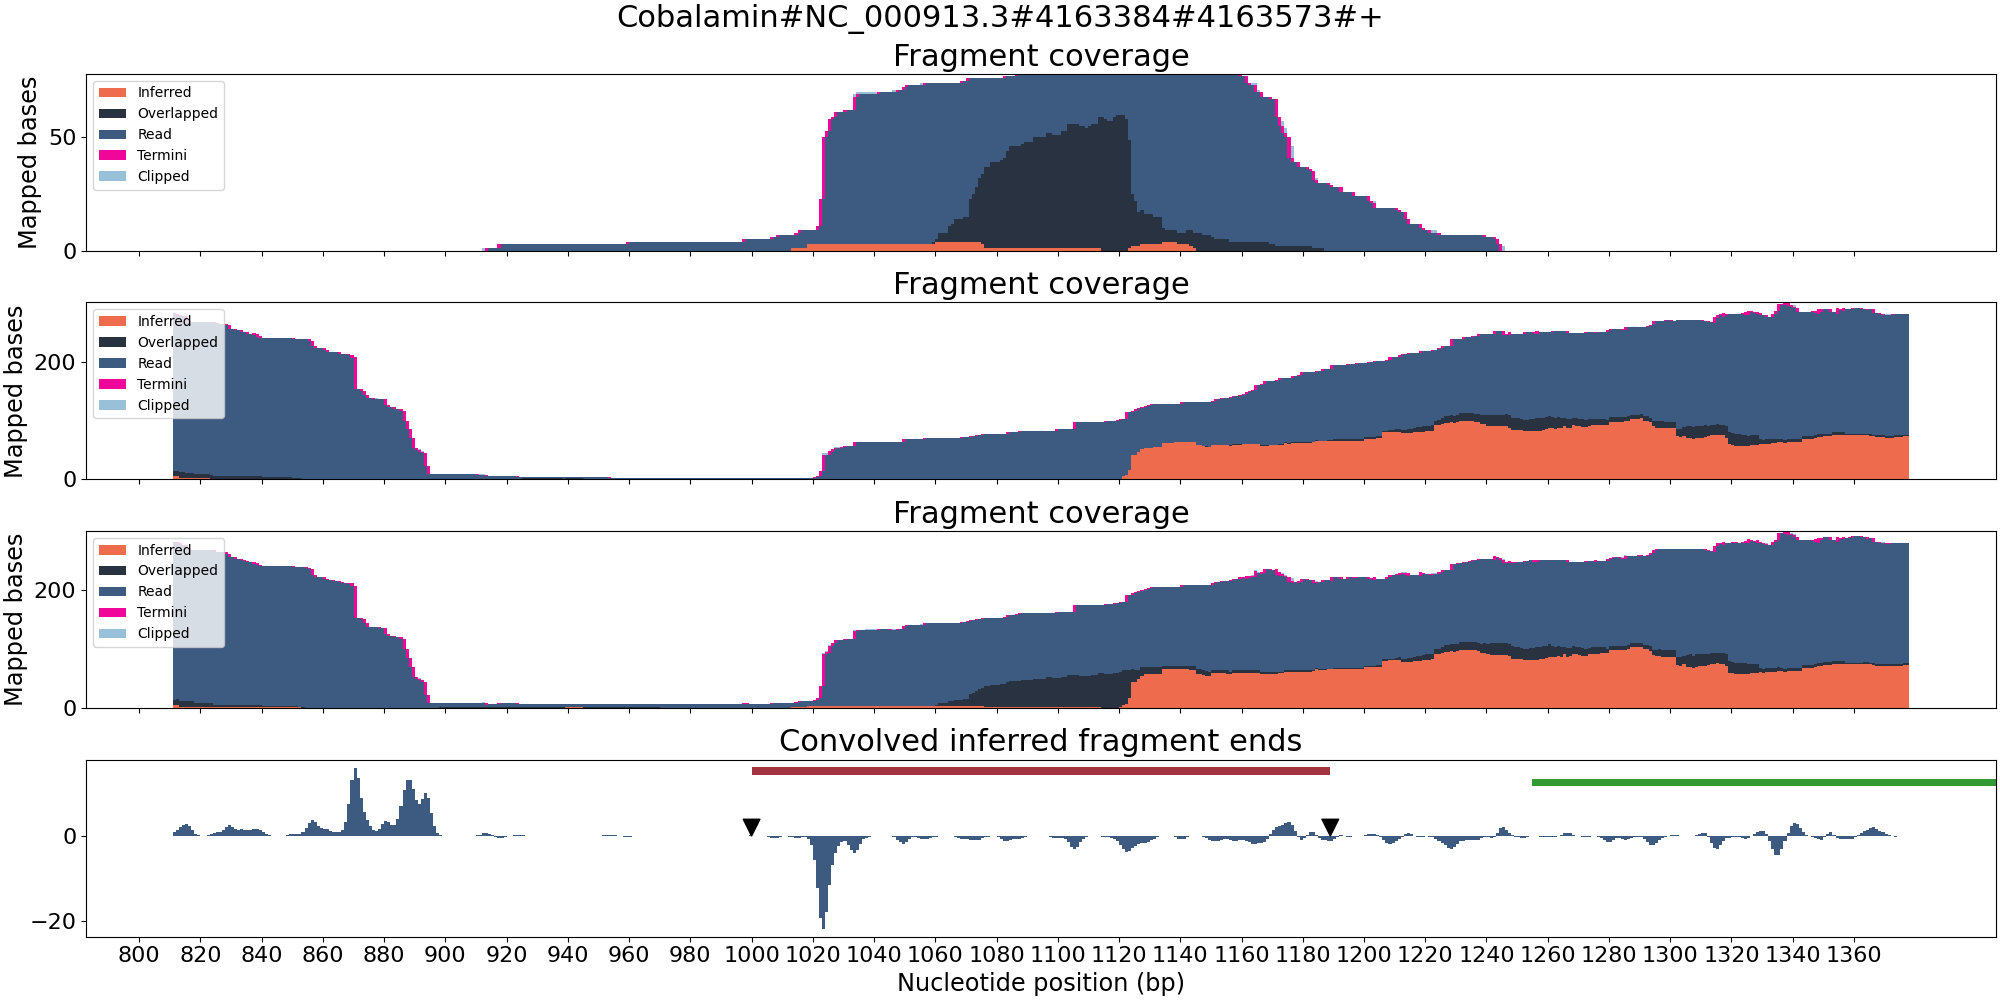 Cobalamin#NC_000913.3#4163384#4163573#+
Fragment coverage
Mapped bases
50
0
Inferred
Overlapped
Read
Termini
Clipped
Fragment coverage
Mapped bases
200
0
Inferred
Overlapped
Read
Termini
Clipped
Fragment coverage
Mapped bases
200
0
Inferred
Overlapped
Read
Termini
Clipped
Convolved inferred fragment ends
0
−20
800 820 840 860 880 900 920 940 960 980 1000 1020 1040 1060 1080 1100 1120 1140 1160 1180 1200 1220 1240 1260 1280 1300 1320 1340 1360
Nucleotide position (bp)